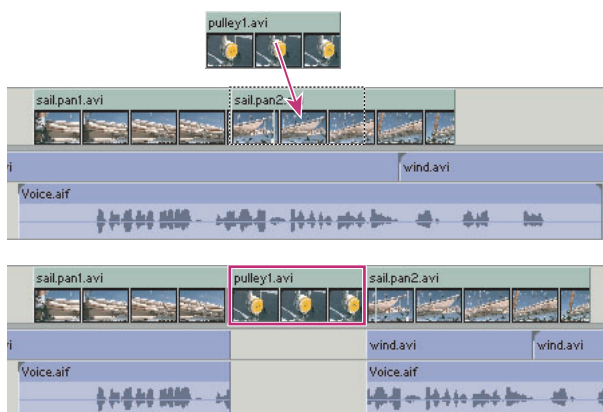 pulley1.avi
sail.pan1.avi
sail.pan2.
i
wind.avi
Voice.aif
sail.pan1.avi
pulley1.avi
sail.pan2.avi
i
wind.avi
wind.avi
Voice.aif
Voice.aif